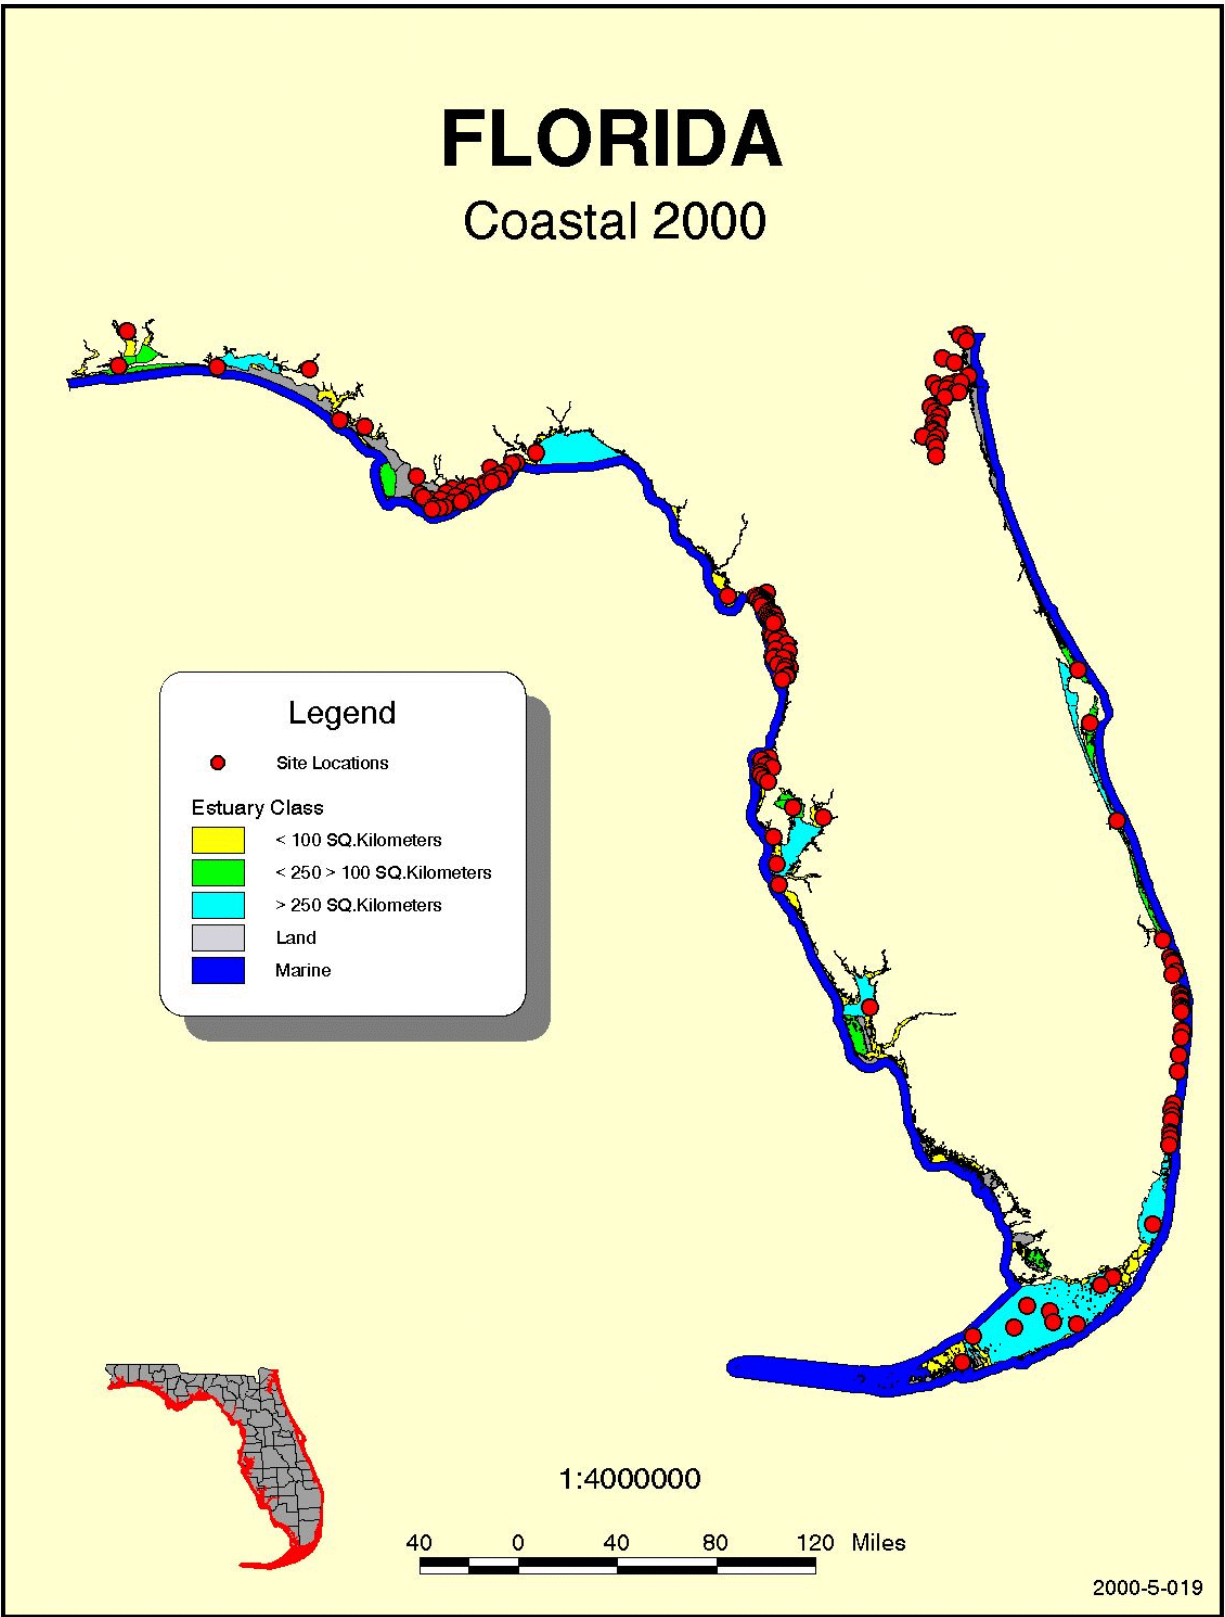 FLORIDA
Coastal 2000
Legend
Site Locations
Estuary Class
< 100 SQ.Kilometers
< 250 > 100 SQ.Kilometers
> 250 SQ.Kilometers
Land
Marine
1:4000000
40 0 40 80 120 Miles
2000-5-019